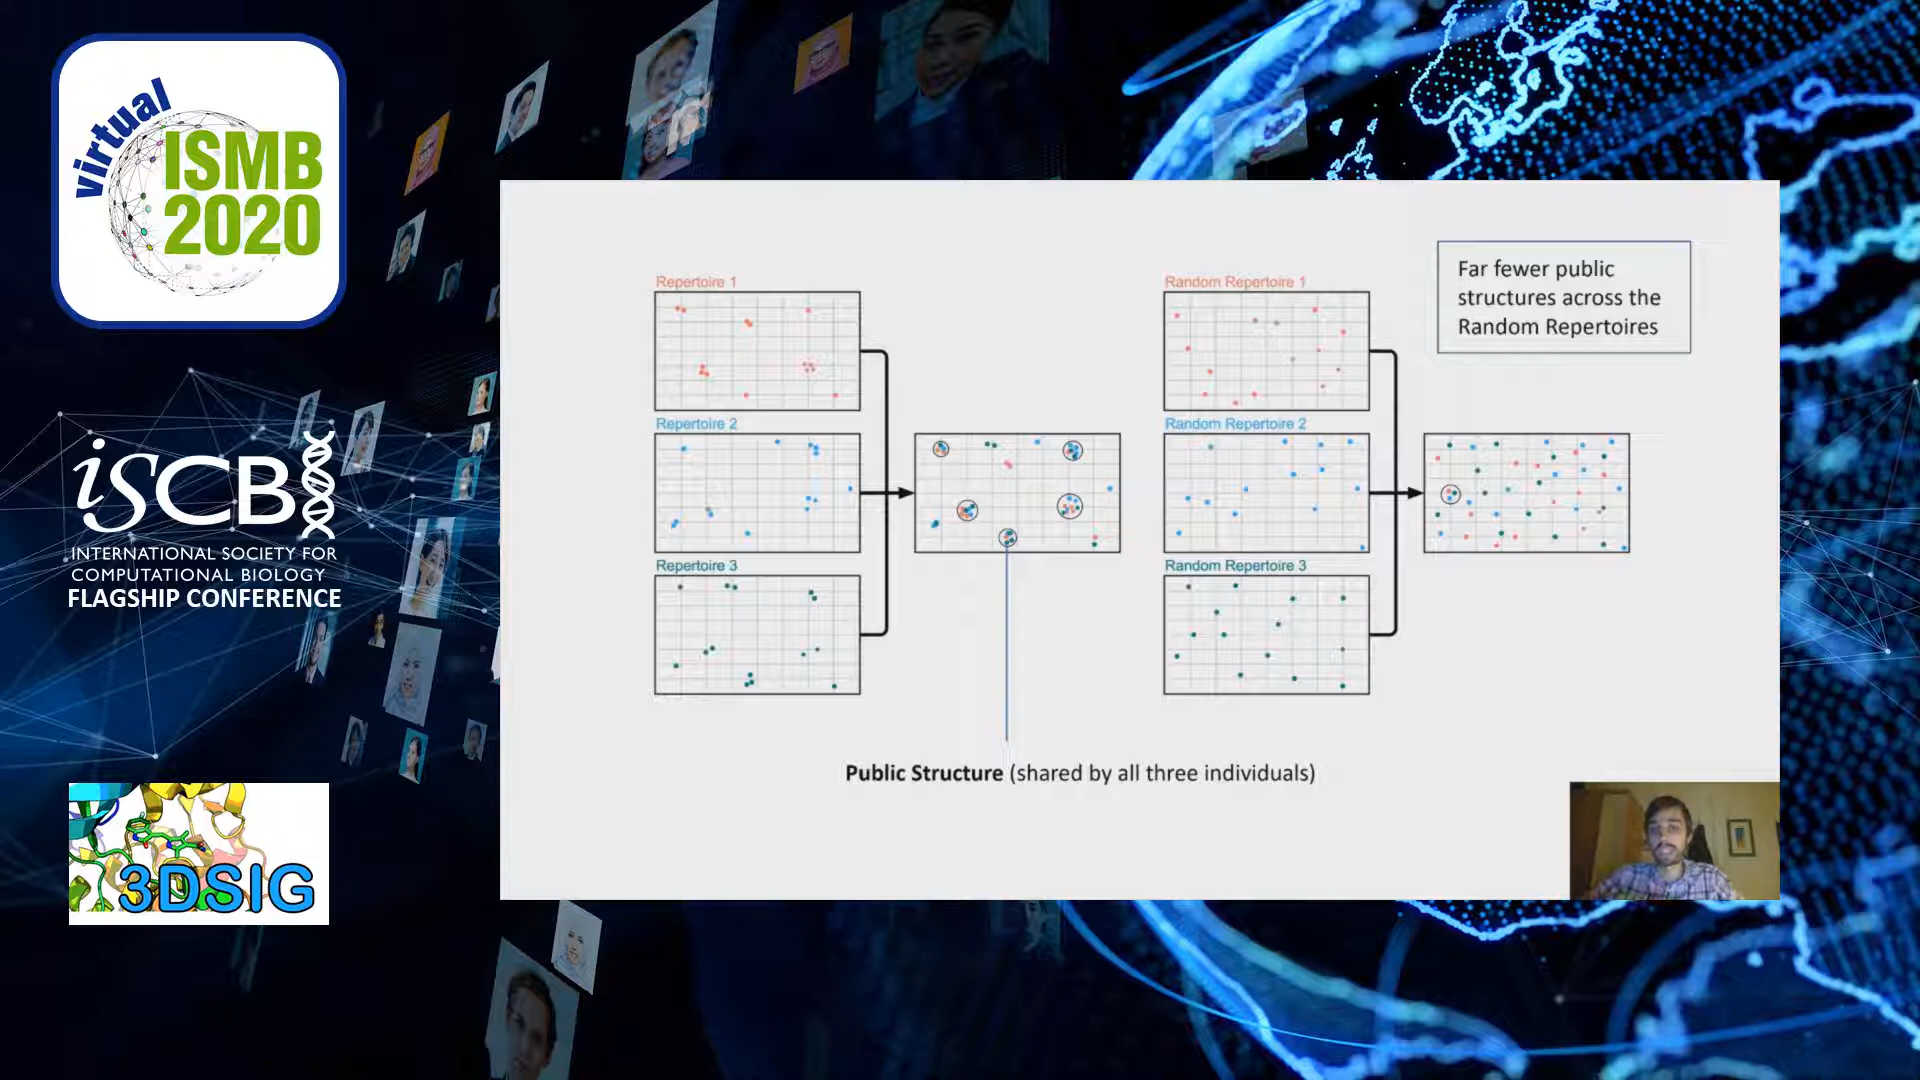 virtual
ISMB
2020
iSCB
INTERNATIONAL SOCIETY FOR
COMPUTATIONAL BIOLOGY
FLAGSHIP CONFERENCE
3DSIG
Repertoire 1
Repertoire 2
Repertoire 3
Random Repertoire 1
Random Repertoire 2
Random Repertoire 3
Far fewer public
structures across the
Random Repertoires
Public Structure (shared by all three individuals)